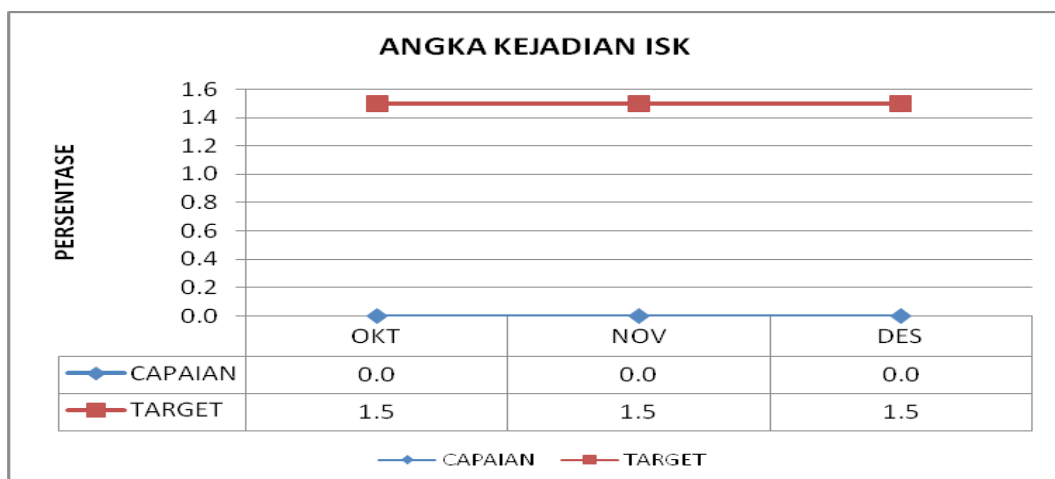 ANGKA KEJADIAN ISK
PERSENTASE
1.6
1.4
1.2
1.0
0.8
0.6
0.4
0.2
0.0
OKT NOV DES
CAPAIAN 0.0 0.0 0.0
TARGET 1.5 1.5 1.5
CAPAIAN TARGET